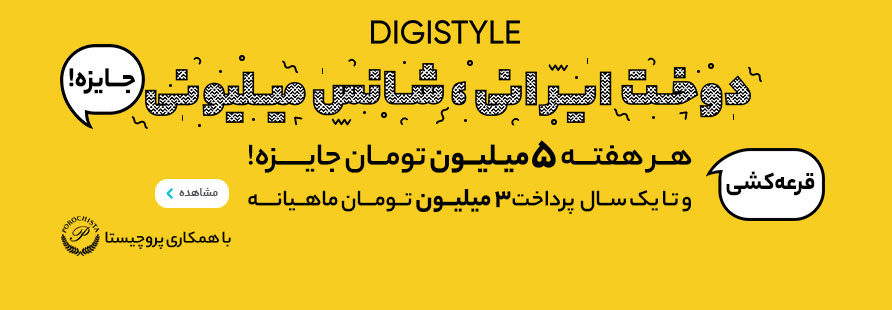 DIGISTYLE
جایزه!
دوخت ایرانی، شانس میلیونی
هر هفته ۵ میلیون تومان جایزه!
قرعه‌کشی
و تا یک سال پرداخت ۳ میلیون تومان ماهیانه
مشاهده
با همکاری پروچیستا
POROCHISTA
P